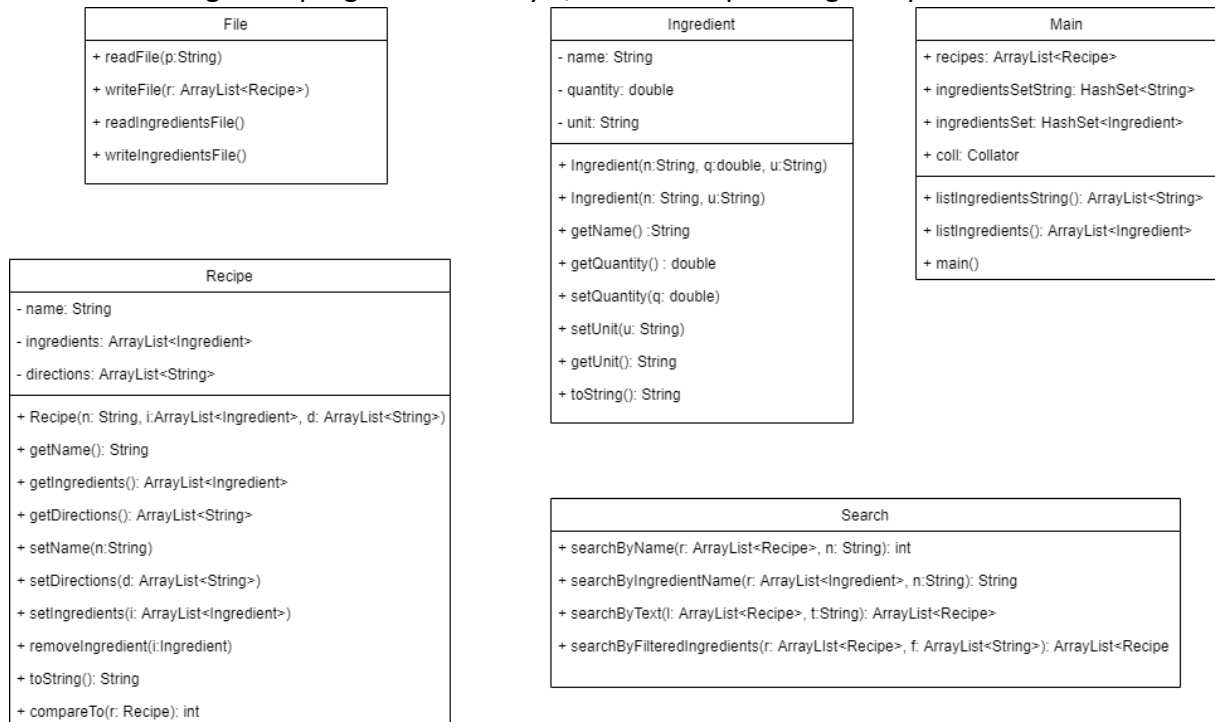 File
+ readFile(p:String)
+ writeFile(r: ArrayList<Recipe>)
+ readIngredientsFile()
+ writeIngredientsFile()
Ingredient
- name: String
- quantity: double
- unit: String
+ Ingredient(n:String, q:double, u:String)
+ Ingredient(n: String, u:String)
+ getName() :String
+ getQuantity() : double
+ setQuantity(q: double)
+ setUnit(u: String)
+ getUnit(): String
+ toString(): String
Main
+ recipes: ArrayList<Recipe>
+ ingredientsSetString: HashSet<String>
+ ingredientsSet: HashSet<Ingredient>
+ coll: Collator
+ listIngredientsString(): ArrayList<String>
+ listIngredients(): ArrayList<Ingredient>
+ main()
Recipe
- name: String
- ingredients: ArrayList<Ingredient>
- directions: ArrayList<String>
+ Recipe(n: String, i:ArrayList<Ingredient>, d: ArrayList<String>)
+ getName(): String
+ getIngredients(): ArrayList<Ingredient>
+ getDirections(): ArrayList<String>
+ setName(n:String)
+ setDirections(d: ArrayList<String>)
+ setIngredients(i: ArrayList<Ingredient>)
+ removeIngredient(i:Ingredient)
+ toString(): String
+ compareTo(r: Recipe): int
Search
+ searchByName(r: ArrayList<Recipe>, n: String): int
+ searchByIngredientName(r: ArrayList<Ingredient>, n:String): String
+ searchByText(l: ArrayList<Recipe>, t:String): ArrayList<Recipe>
+ searchByFilteredIngredients(r: ArrayList<Recipe>, f: ArrayList<String>): ArrayList<Recipe